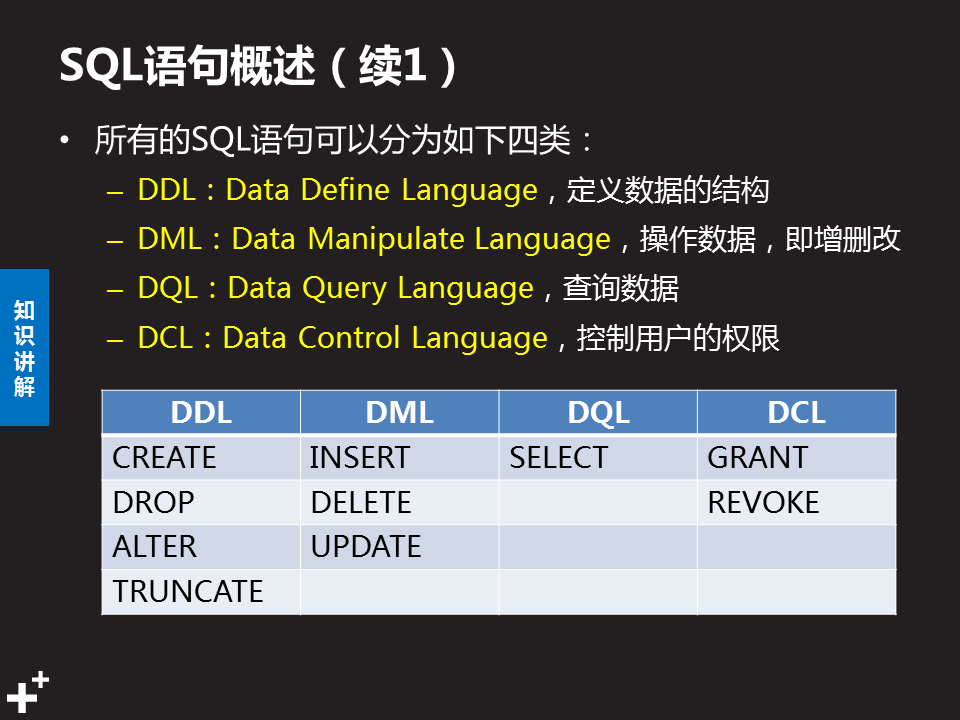 SQL语句概述（续1）
• 所有的SQL语句可以分为如下四类：
– DDL：Data Define Language，定义数据的结构
– DML：Data Manipulate Language，操作数据，即增删改
– DQL：Data Query Language，查询数据
– DCL：Data Control Language，控制用户的权限
知
识
讲
解
DDL DML DQL DCL
CREATE INSERT SELECT GRANT
DROP DELETE REVOKE
ALTER UPDATE
TRUNCATE